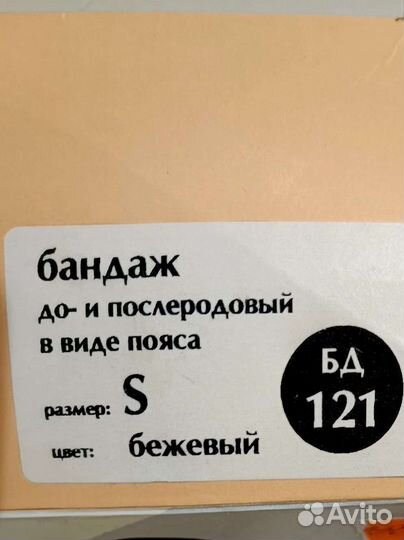 бандаж
до- и послеродовый
в виде пояса
размер: S
цвет: бежевый
БД
121
Avito